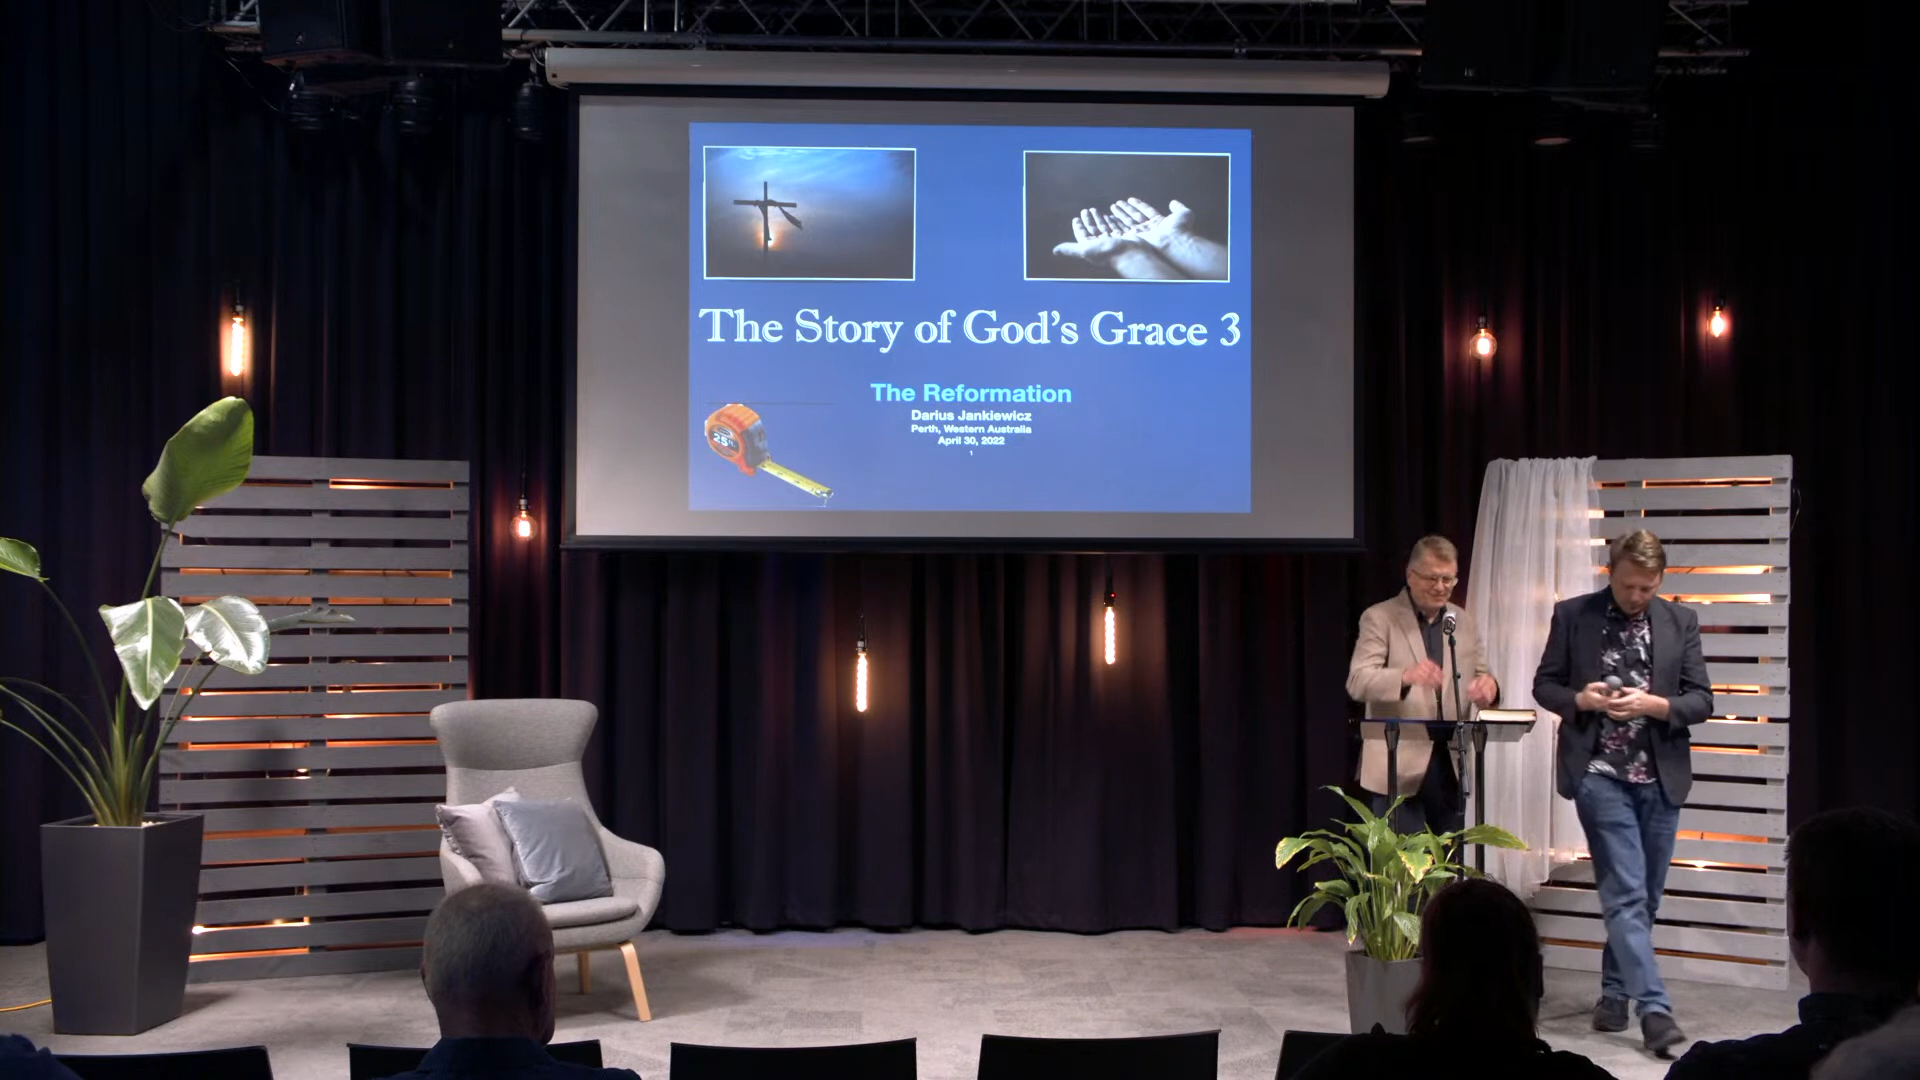 The Story of God's Grace 3
The Reformation
Darius Jankiewicz
Perth, Western Australia
April 30, 2022
1
25